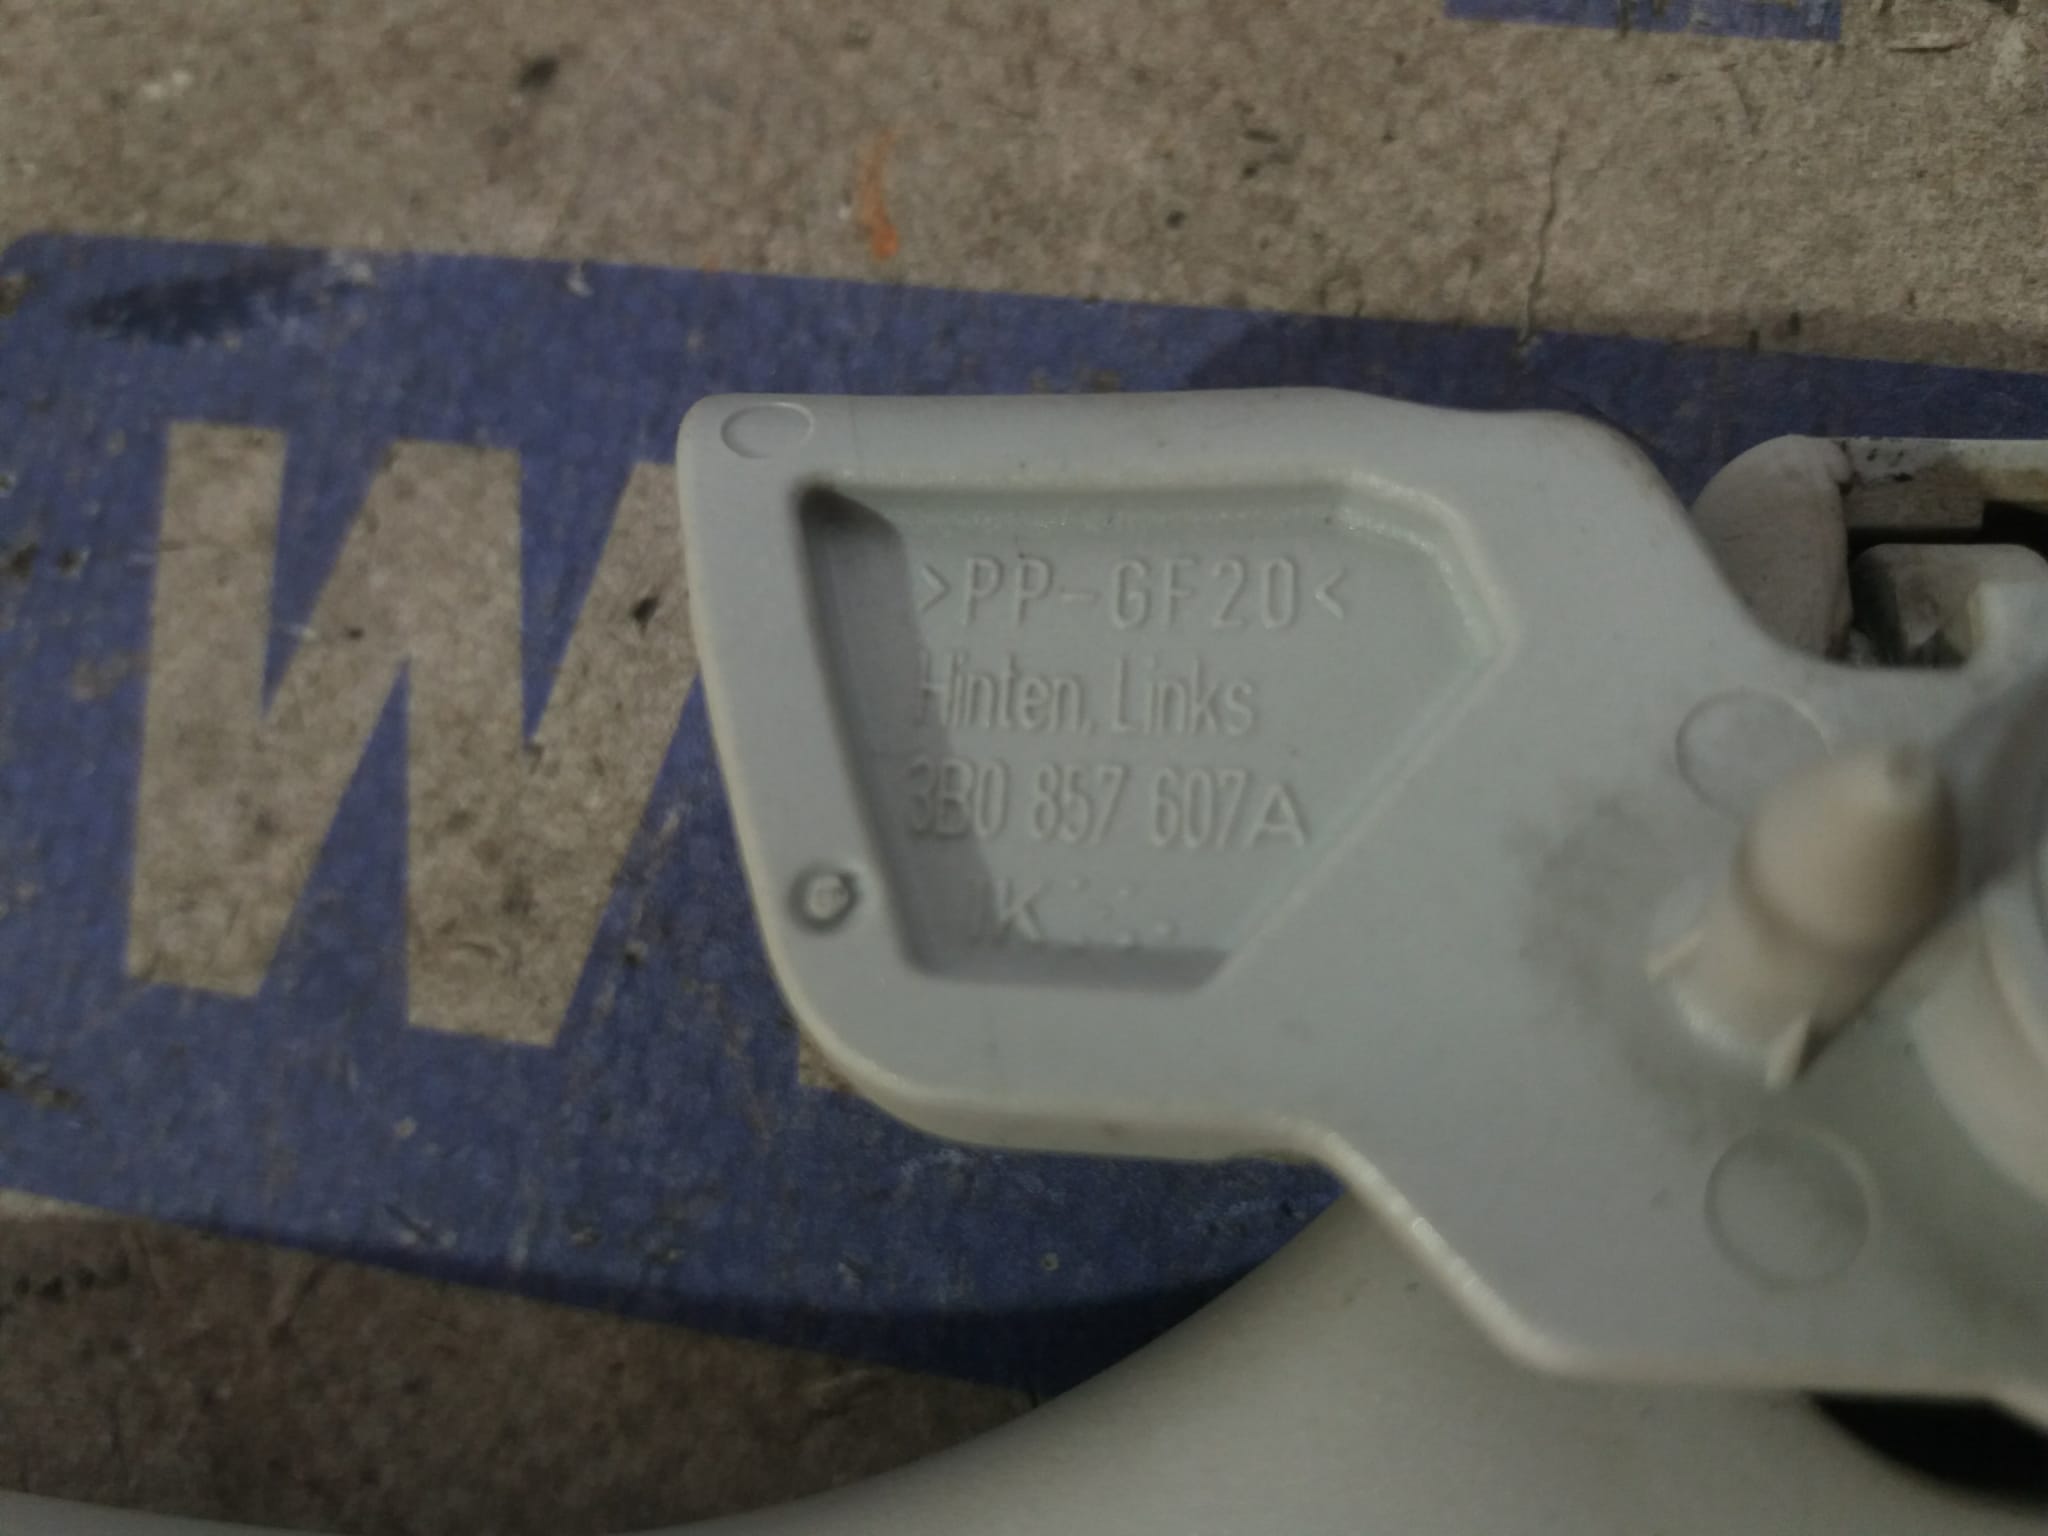 >PP-GF20<
Hinten, Links
3B0 857 607A
K
W